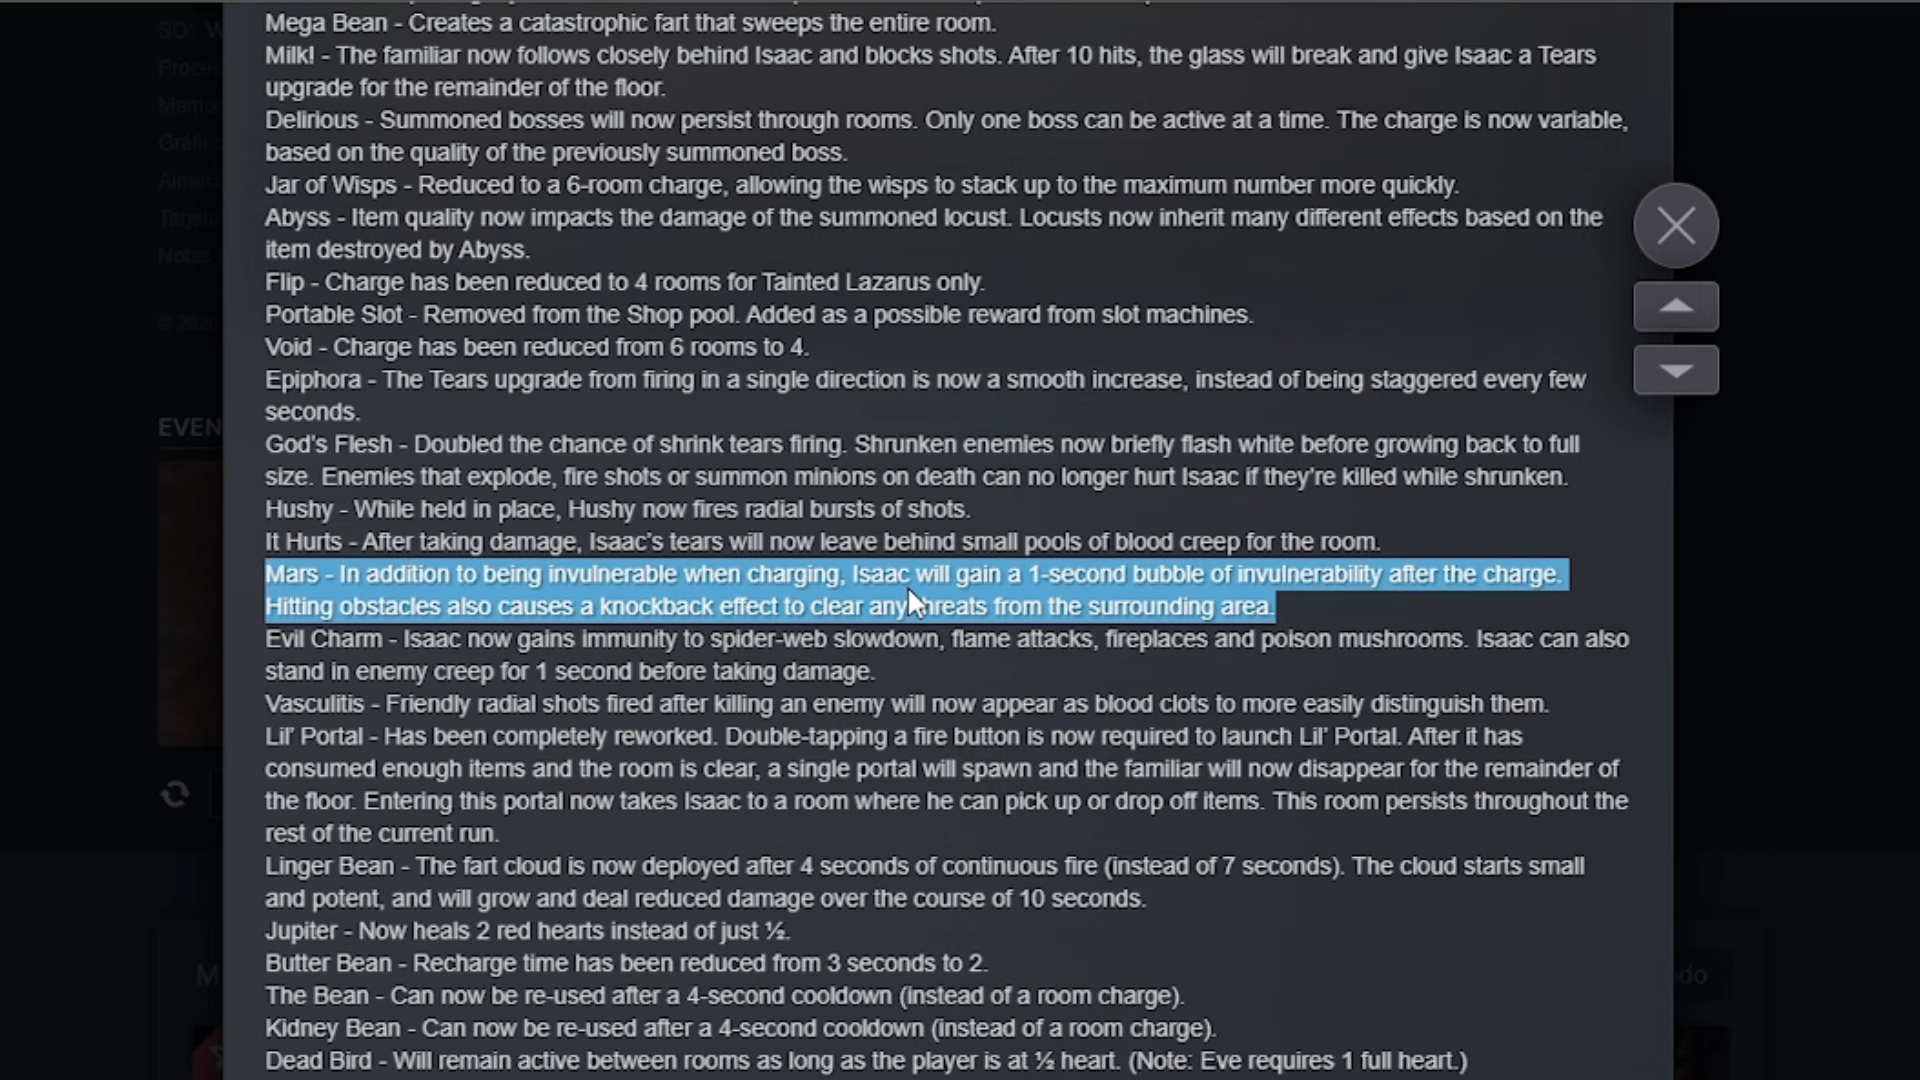 SO: W
Mega Bean - Creates a catastrophic fart that sweeps the entire room.
Proce
Milk! - The familiar now follows closely behind Isaac and blocks shots. After 10 hits, the glass will break and give Isaac a Tears
upgrade for the remainder of the floor.
Memo
Delirious - Summoned bosses will now persist through rooms. Only one boss can be active at a time. The charge is now variable,
Gráfico
based on the quality of the previously summoned boss.
Almac
Jar of Wisps - Reduced to a 6-room charge, allowing the wisps to stack up to the maximum number more quickly.
Tarjeta
Abyss - Item quality now impacts the damage of the summoned locust. Locusts now inherit many different effects based on the
Notas
item destroyed by Abyss.
Flip - Charge has been reduced to 4 rooms for Tainted Lazarus only.
Portable Slot - Removed from the Shop pool. Added as a possible reward from slot machines.
Void - Charge has been reduced from 6 rooms to 4.
Epiphora - The Tears upgrade from firing in a single direction is now a smooth increase, instead of being staggered every few
seconds.
EVEN
God's Flesh - Doubled the chance of shrink tears firing. Shrunken enemies now briefly flash white before growing back to full
size. Enemies that explode, fire shots or summon minions on death can no longer hurt Isaac if they're killed while shrunken.
Hushy - While held in place, Hushy now fires radial bursts of shots.
It Hurts - After taking damage, Isaac's tears will now leave behind small pools of blood creep for the room.
Mars - In addition to being invulnerable when charging, Isaac will gain a 1-second bubble of invulnerability after the charge.
Hitting obstacles also causes a knockback effect to clear any threats from the surrounding area.
Evil Charm - Isaac now gains immunity to spider-web slowdown, flame attacks, fireplaces and poison mushrooms. Isaac can also
stand in enemy creep for 1 second before taking damage.
Vasculitis - Friendly radial shots fired after killing an enemy will now appear as blood clots to more easily distinguish them.
Lil' Portal - Has been completely reworked. Double-tapping a fire button is now required to launch Lil' Portal. After it has
consumed enough items and the room is clear, a single portal will spawn and the familiar will now disappear for the remainder of
the floor. Entering this portal now takes Isaac to a room where he can pick up or drop off items. This room persists throughout the
rest of the current run.
Linger Bean - The fart cloud is now deployed after 4 seconds of continuous fire (instead of 7 seconds). The cloud starts small
and potent, and will grow and deal reduced damage over the course of 10 seconds.
Jupiter - Now heals 2 red hearts instead of just ½.
Butter Bean - Recharge time has been reduced from 3 seconds to 2.
The Bean - Can now be re-used after a 4-second cooldown (instead of a room charge).
Kidney Bean - Can now be re-used after a 4-second cooldown (instead of a room charge).
Dead Bird - Will remain active between rooms as long as the player is at ½ heart. (Note: Eve requires 1 full heart.)